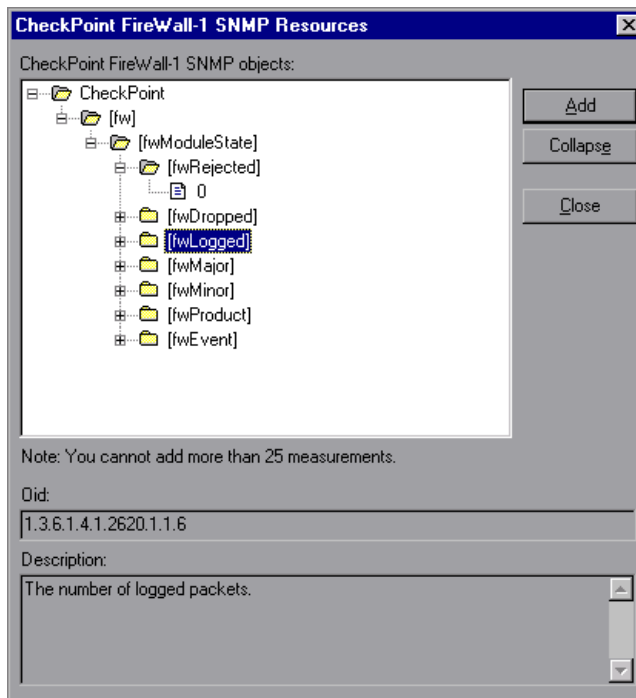 CheckPoint FireWall-1 SNMP Resources
CheckPoint FireWall-1 SNMP objects:
CheckPoint
[fw]
[fwModuleState]
[fwRejected]
0
[fwDropped]
[fwLogged]
[fwMajor]
[fwMinor]
[fwProduct]
[fwEvent]
Add
Collapse
Close
Note: You cannot add more than 25 measurements.
Oid:
1.3.6.1.4.1.2620.1.1.6
Description:
The number of logged packets.